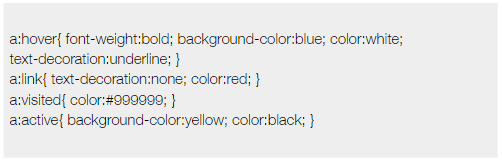 a:hover{ font-weight:bold; background-color:blue; color:white;
text-decoration:underline; }
a:link{ text-decoration:none; color:red; }
a:visited{ color:#999999; }
a:active{ background-color:yellow; color:black; }